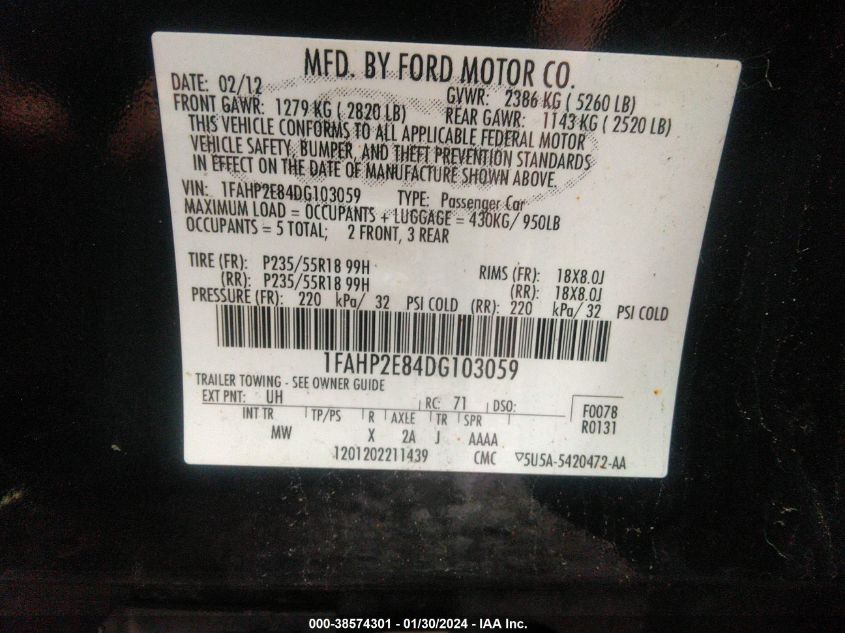 MFD. BY FORD MOTOR CO.
DATE: 02/12 GVWR: 2386 KG ( 5260 LB)
FRONT GAWR: 1279 KG ( 2820 LB) REAR GAWR: 1143 KG ( 2520 LB)
THIS VEHICLE CONFORMS TO ALL APPLICABLE FEDERAL MOTOR
VEHICLE SAFETY, BUMPER, AND THEFT PREVENTION STANDARDS
IN EFFECT ON THE DATE OF MANUFACTURE SHOWN ABOVE.
VIN: 1FAHP2E84DG103059 TYPE: Passenger Car
MAXIMUM LOAD = OCCUPANTS + LUGGAGE = 430KG/ 950LB
OCCUPANTS = 5 TOTAL; 2 FRONT, 3 REAR
TIRE (FR): P235/55R18 99H RIMS (FR): 18X8.0J
(RR): P235/55R18 99H (RR): 18X8.0J
PRESSURE (FR): 220 kPa/ 32 PSI COLD (RR): 220 kPa/ 32 PSI COLD
1FAHP2E84DG103059
TRAILER TOWING - SEE OWNER GUIDE
EXT PNT: UH RC: 71 DSO: F0078
INT TR TP/PS R AXLE TR SPR R0131
MW X 2A J AAAA
1201202211439 CMC ▽5U5A-5420472-AA
000-38574301 - 01/30/2024 - IAA Inc.